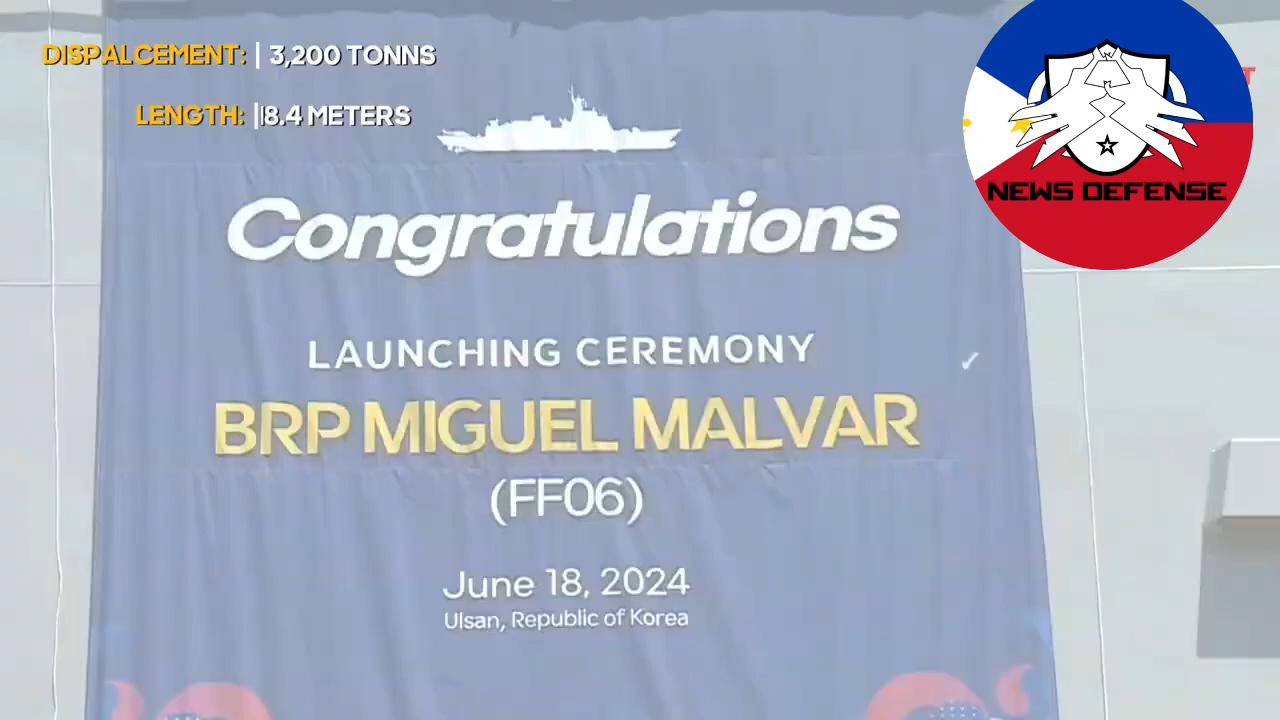 DISPALCEMENT: | 3,200 TONNS
LENGTH: |18.4 METERS
NEWS DEFENSE
Congratulations
LAUNCHING CEREMONY
BRP MIGUEL MALVAR
(FF06)
June 18, 2024
Ulsan, Republic of Korea